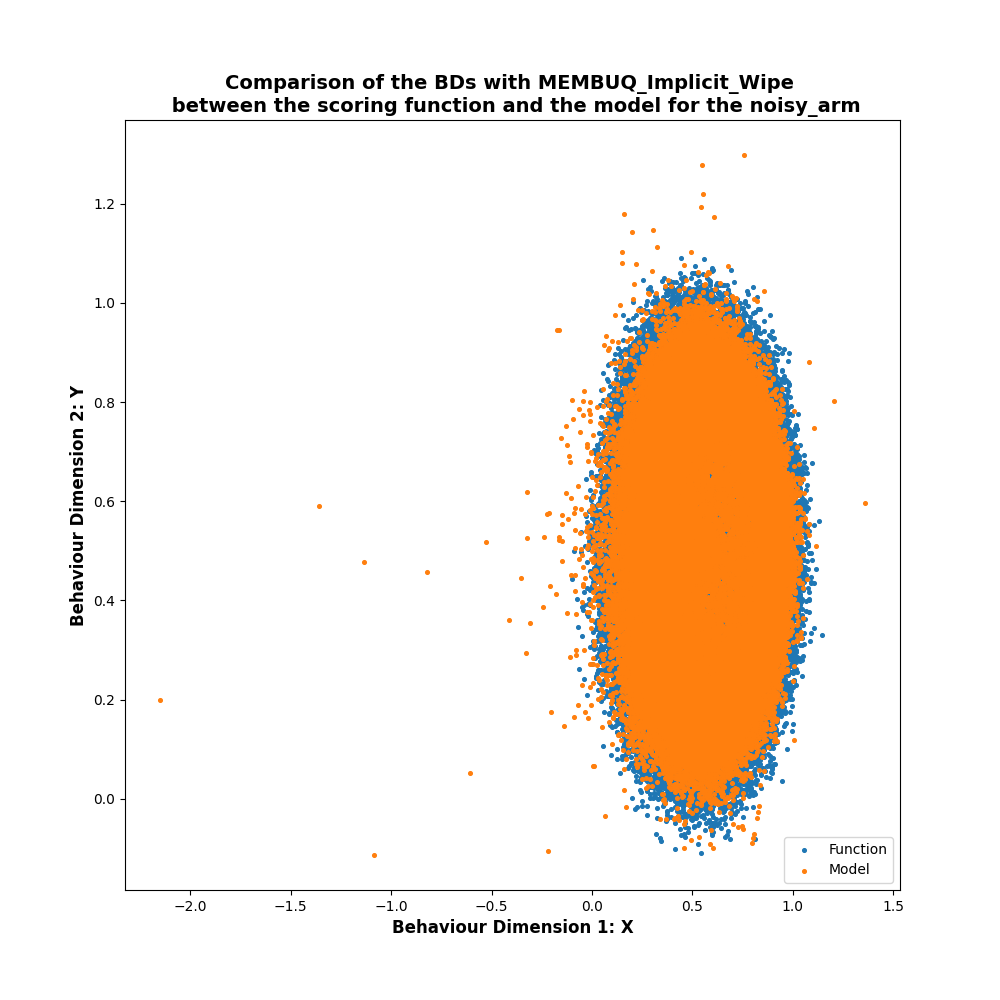 Comparison of the BDs with MEMBUQ_Implicit_Wipe
between the scoring function and the model for the noisy_arm
Behaviour Dimension 2: Y
1.2
1.0
0.8
0.6
0.4
0.2
0.0
−2.0 −1.5 −1.0 −0.5 0.0 0.5 1.0 1.5
Behaviour Dimension 1: X
Function
Model